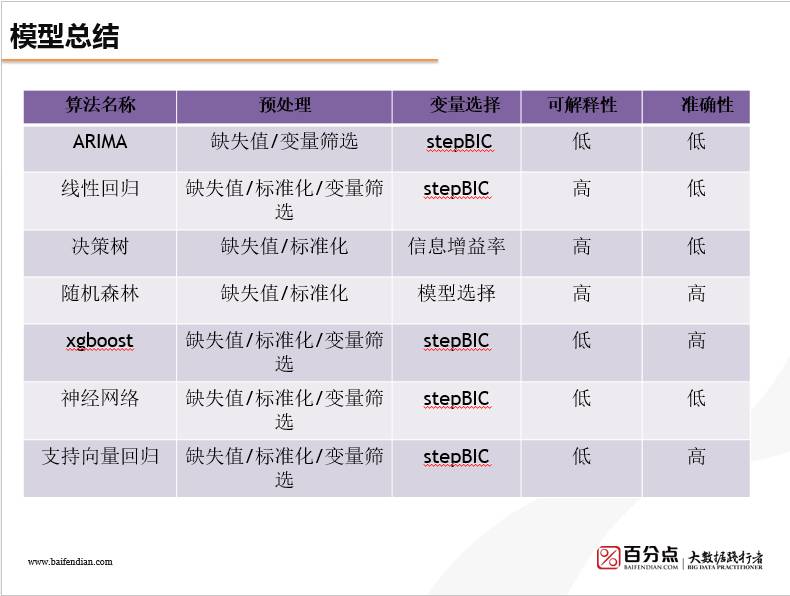 模型总结
算法名称 预处理 变量选择 可解释性 准确性
ARIMA 缺失值/变量筛选 stepBIC 低 低
线性回归 缺失值/标准化/变量筛 stepBIC 高 低
选
决策树 缺失值/标准化 信息增益率 高 低
随机森林 缺失值/标准化 模型选择 高 高
xgboost 缺失值/标准化/变量筛 stepBIC 低 高
选
神经网络 缺失值/标准化/变量筛 stepBIC 低 低
选
支持向量回归 缺失值/标准化/变量筛 stepBIC 低 高
选
www.baifendian.com
百分点 大数据践行者
BAIFENDIAN.COM BIG DATA PRACTITIONER